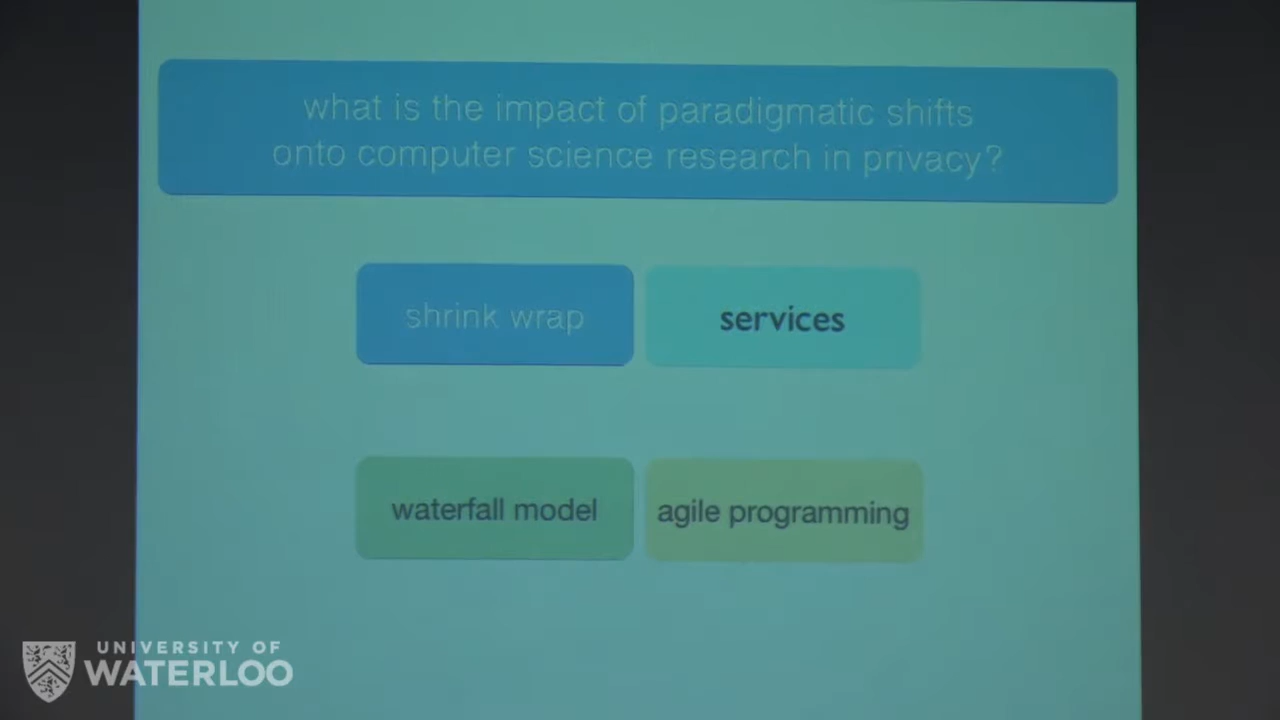 what is the impact of paradigmatic shifts
onto computer science research in privacy?
shrink wrap
services
waterfall model
agile programming
UNIVERSITY OF
WATERLOO